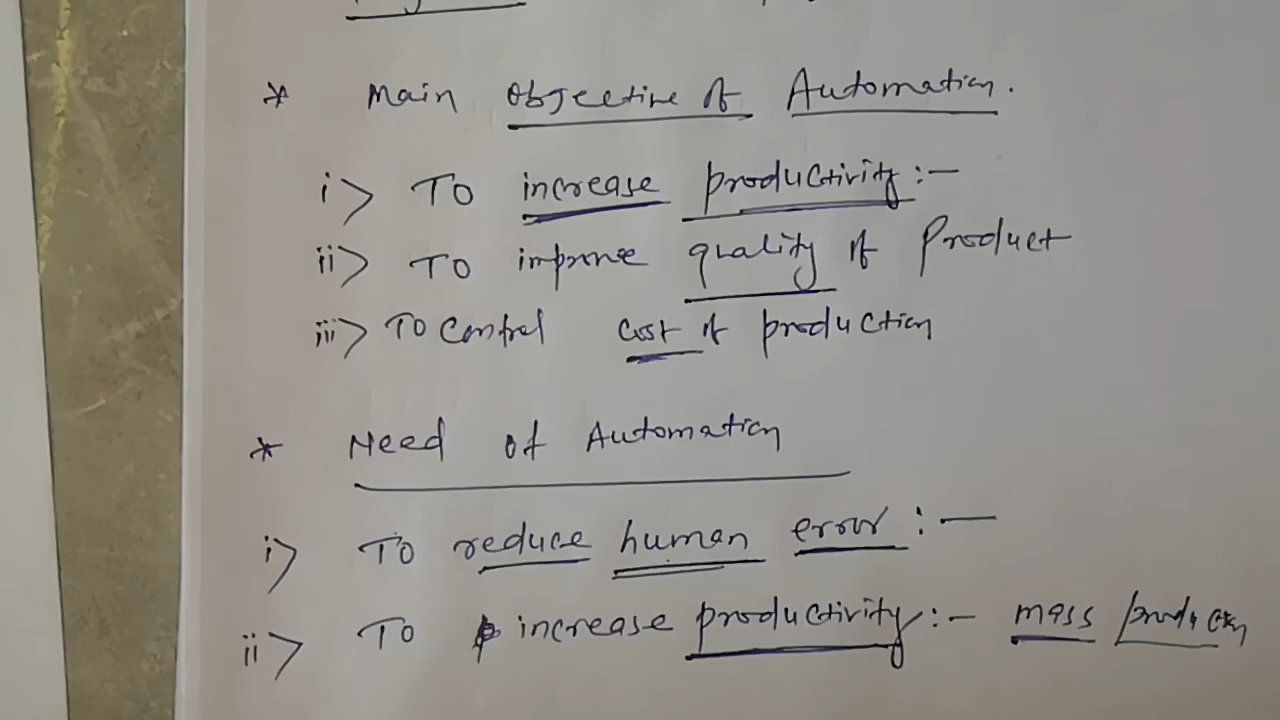 * Main Objective of Automation.
i> To increase productivity :-
ii> To improve quality of Product
iii> To Control Cost of production
* Need of Automation
i> To reduce human error :-
ii> To increase productivity :- mass production